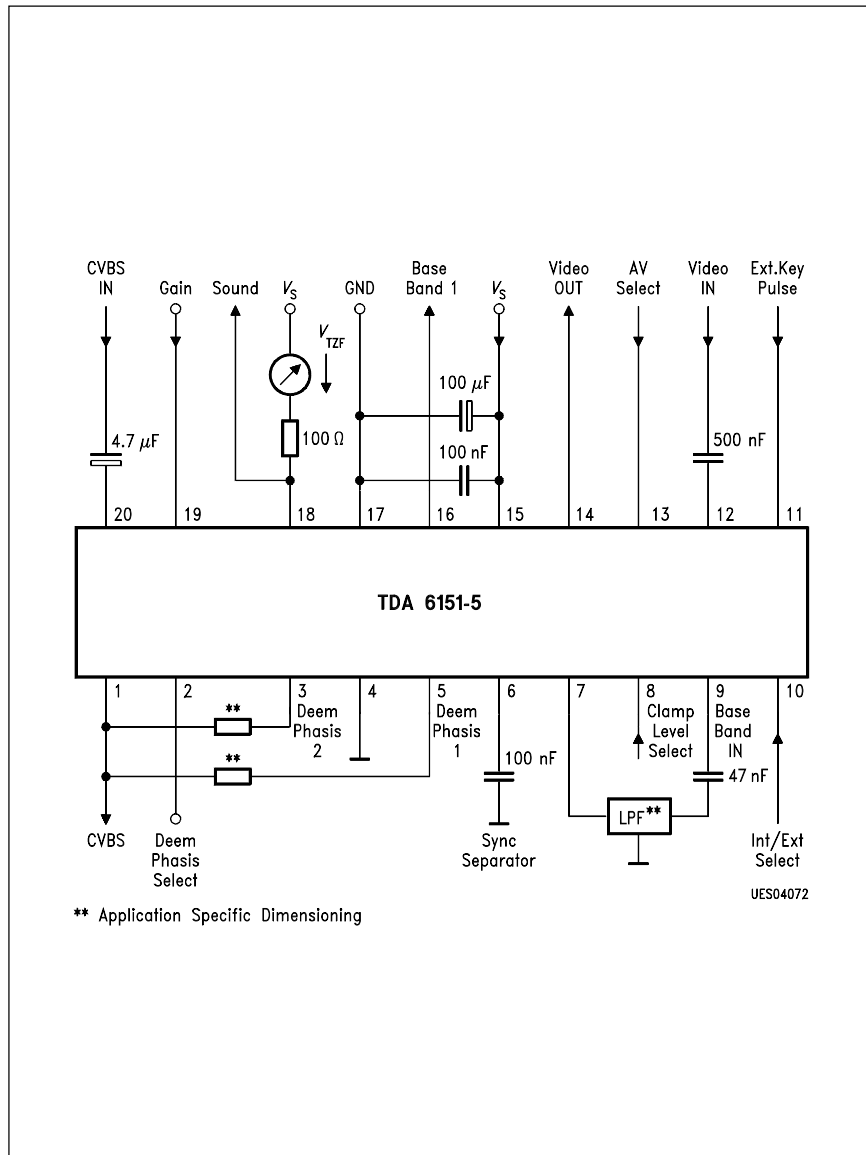 CVBS IN
Gain
Sound
VS
GND
Base Band 1
VS
Video OUT
AV Select
Video IN
Ext.Key Pulse
VTZF
100 µF
4.7 µF
100 Ω
100 nF
500 nF
20 19 18 17 16 15 14 13 12 11
TDA 6151-5
1 2 3 4 5 6 7 8 9 10
**
Deem Phasis 2
Deem Phasis 1
**
100 nF
Clamp Level Select
Base Band IN
47 nF
LPF**
CVBS
Deem Phasis Select
Sync Separator
Int/Ext Select
UES04072
** Application Specific Dimensioning